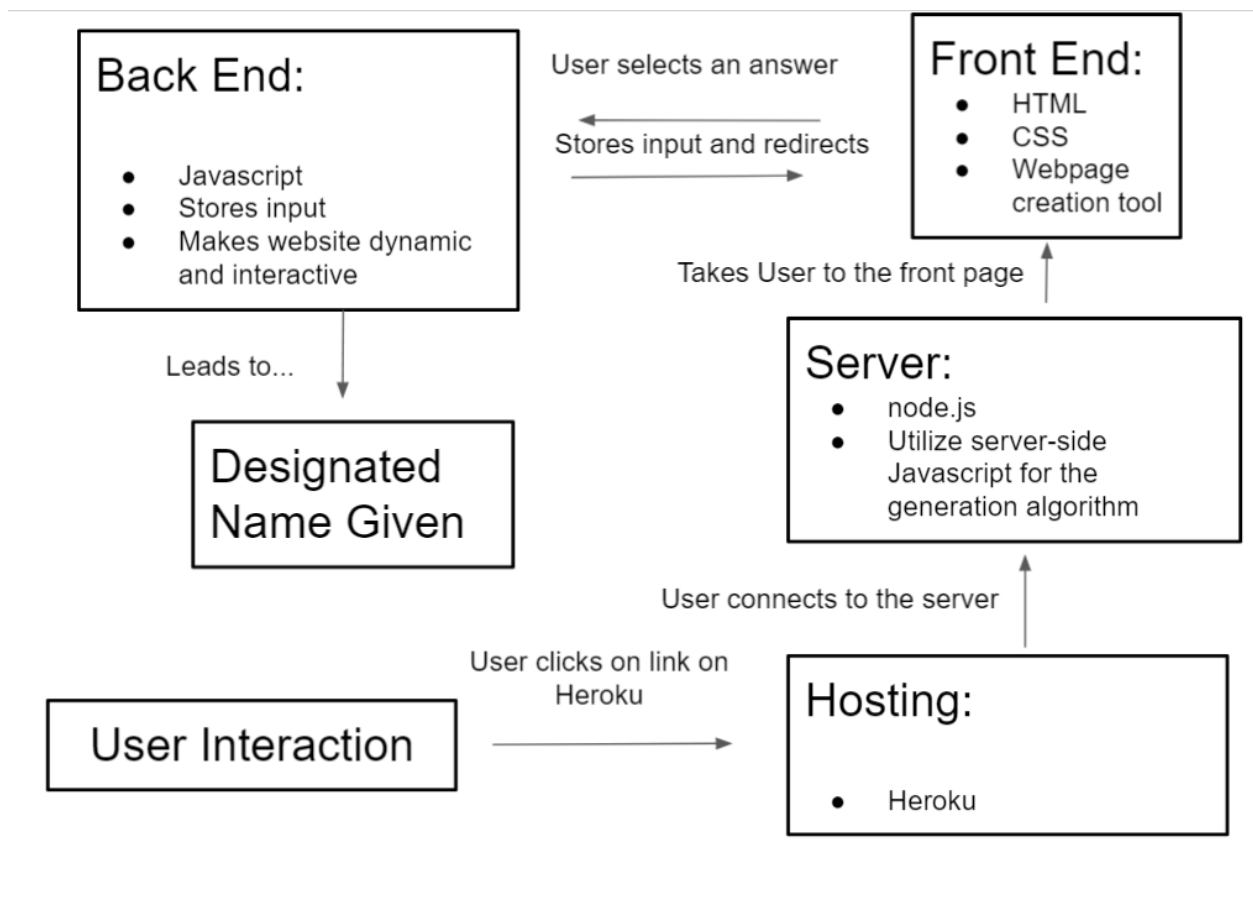 Back End:
● Javascript
● Stores input
● Makes website dynamic
and interactive
User selects an answer
Stores input and redirects
Front End:
● HTML
● CSS
● Webpage
creation tool
Takes User to the front page
Leads to...
Server:
● node.js
● Utilize server-side
Javascript for the
generation algorithm
Designated
Name Given
User connects to the server
User clicks on link on
Heroku
User Interaction
Hosting:
● Heroku